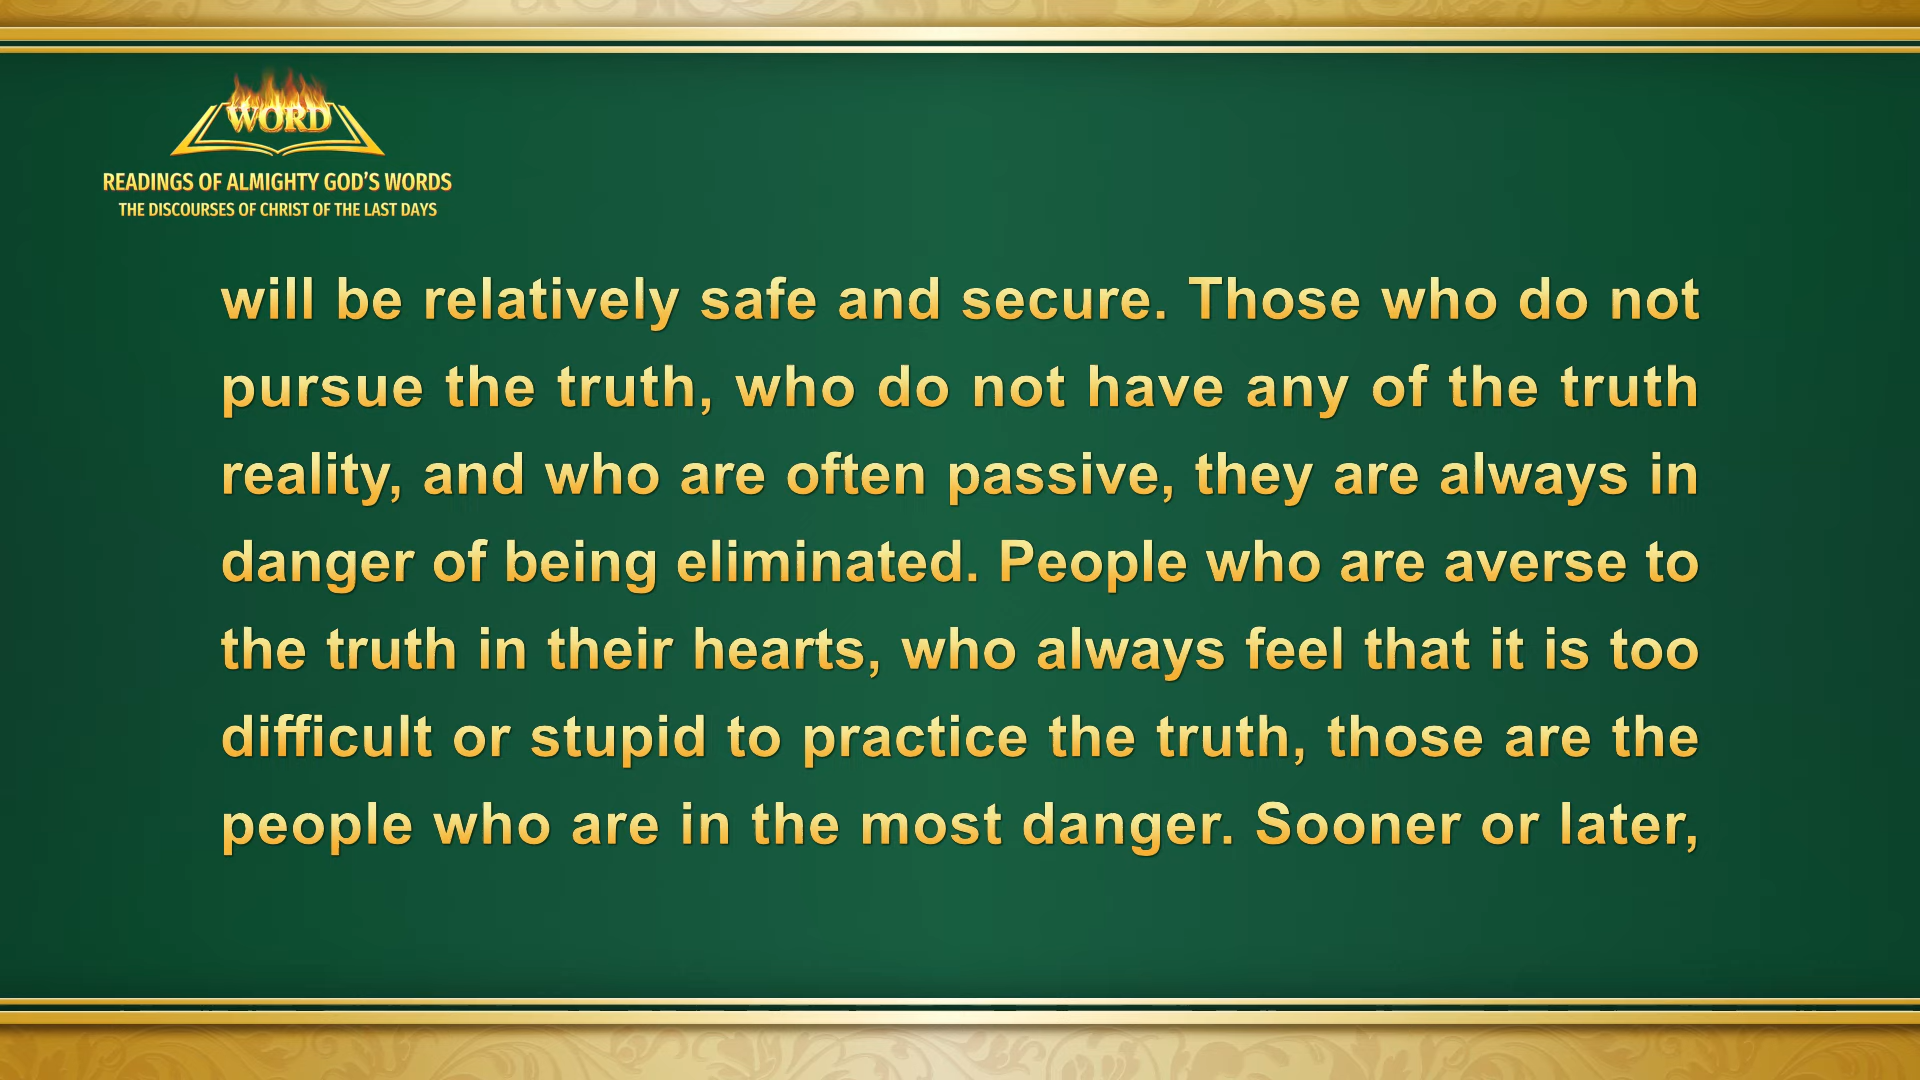 WORD
READINGS OF ALMIGHTY GOD'S WORDS
THE DISCOURSES OF CHRIST OF THE LAST DAYS
will be relatively safe and secure. Those who do not
pursue the truth, who do not have any of the truth
reality, and who are often passive, they are always in
danger of being eliminated. People who are averse to
the truth in their hearts, who always feel that it is too
difficult or stupid to practice the truth, those are the
people who are in the most danger. Sooner or later,